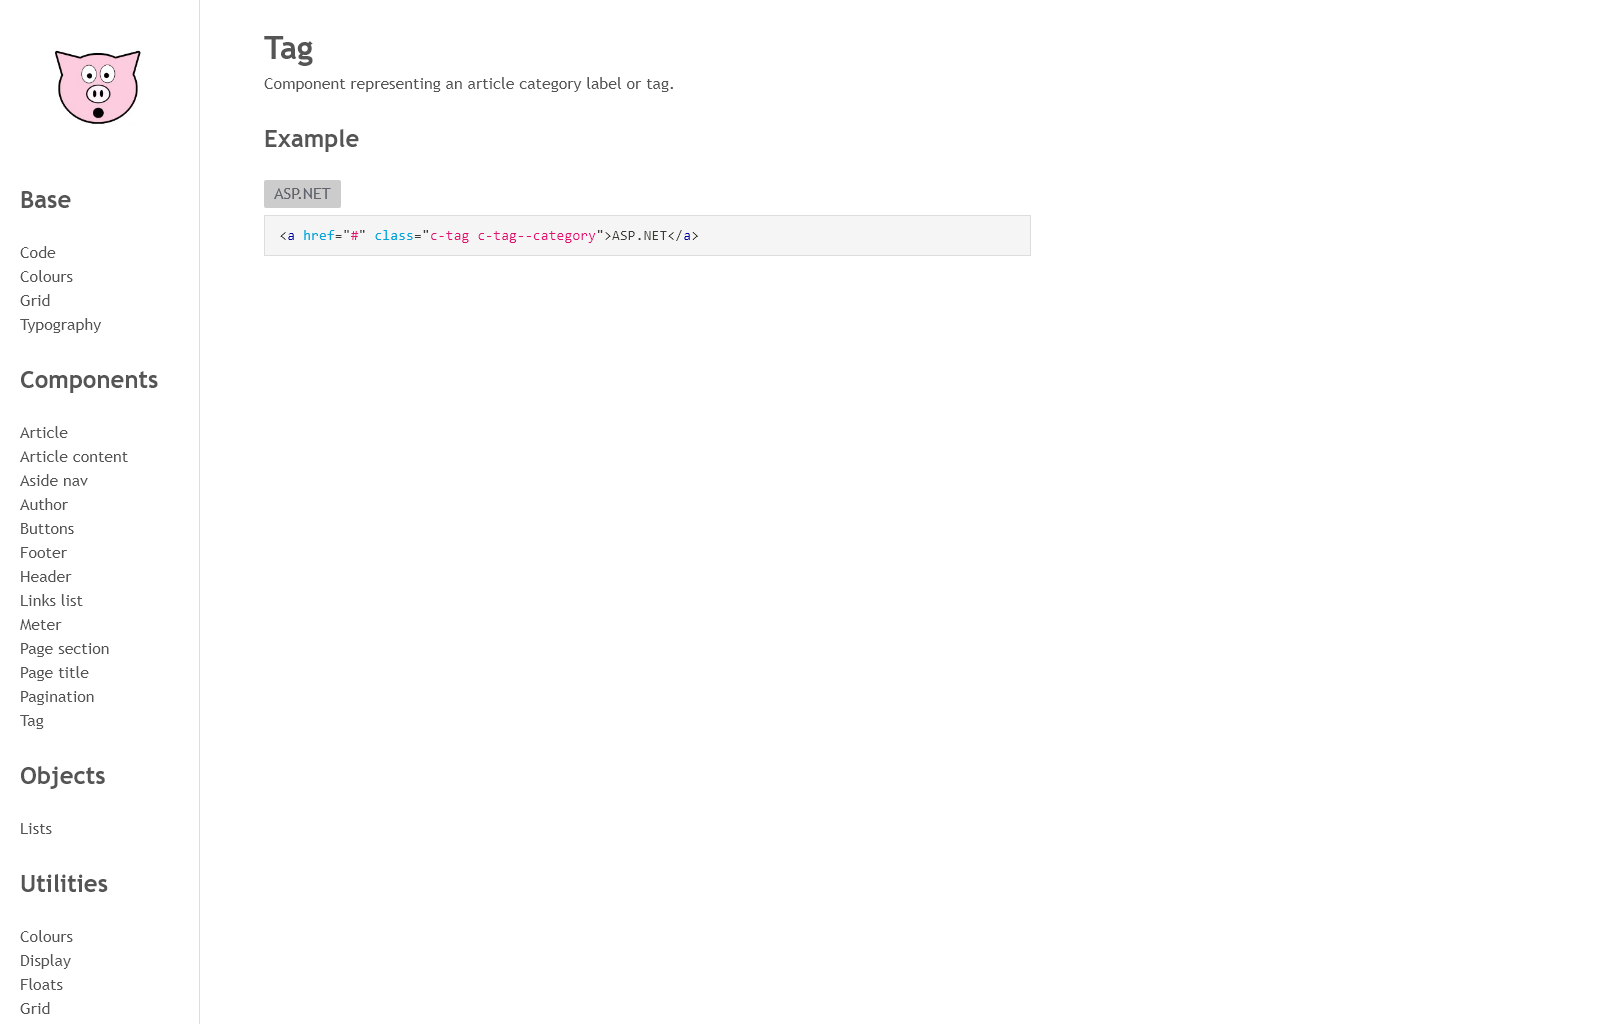 Base
Code
Colours
Grid
Typography
Components
Article
Article content
Aside nav
Author
Buttons
Footer
Header
Links list
Meter
Page section
Page title
Pagination
Tag
Objects
Lists
Utilities
Colours
Display
Floats
Grid
Tag
Component representing an article category label or tag.
Example
ASP.NET
<a href="#" class="c-tag c-tag--category">ASP.NET</a>